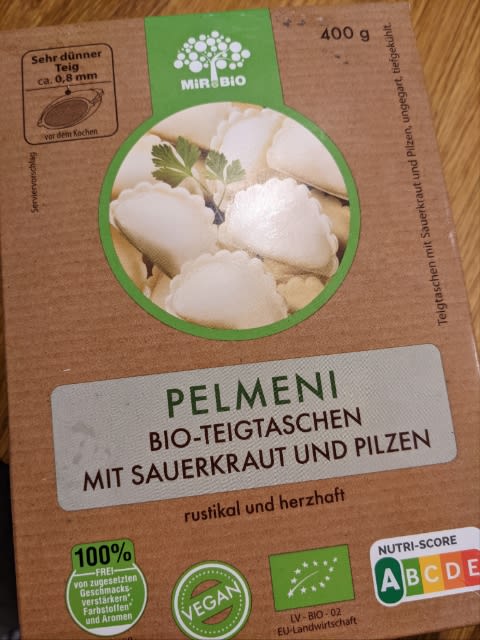 MiR BiO
400 g
Sehr dünner
Teig
ca. 0,8 mm
vor dem Kochen
Serviervorschlag
Teigtaschen mit Sauerkraut und Pilzen, ungegart, tiefgekühlt.
PELMENI
BIO-TEIGTASCHEN
MIT SAUERKRAUT UND PILZEN
rustikal und herzhaft
100%
FREI
von zugesetzten
Geschmacks-
verstärkern*
Farbstoffen*
und Aromen
VEGAN
LV - BIO - 02
EU-Landwirtschaft
NUTRI-SCORE
A B C D E